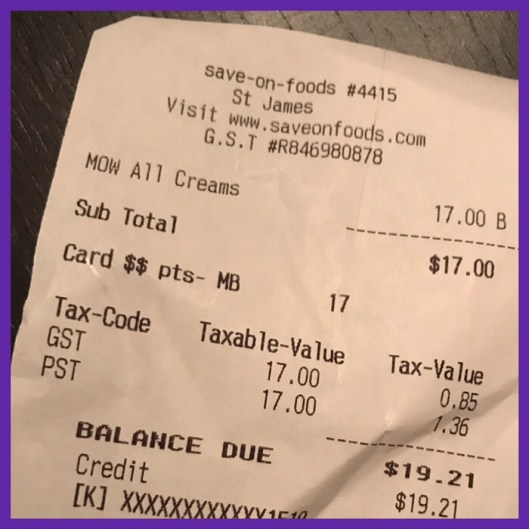 save-on-foods #4415
St James
Visit www.saveonfoods.com
G.S.T #R846980878
MOW All Creams 17.00 B
Sub Total $17.00
Card $$ pts- MB 17
Tax-Code Taxable-Value Tax-Value
GST 17.00 0.85
PST 17.00 1.36
BALANCE DUE $19.21
Credit $19.21
[K]